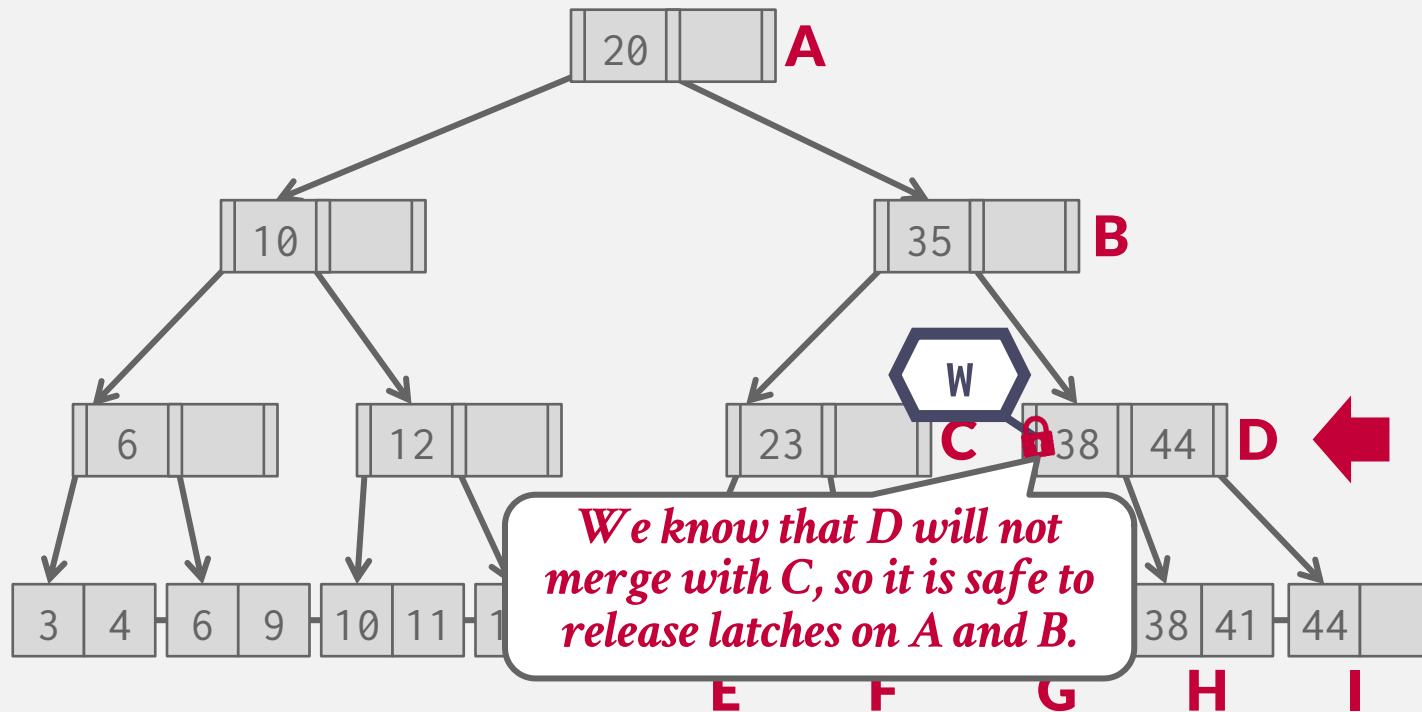 20 A
10 35 B
W
6 12 23 C 38 44 D
We know that D will not
merge with C, so it is safe to
release latches on A and B.
3 4 6 9 10 11 38 41 44
E F G H I